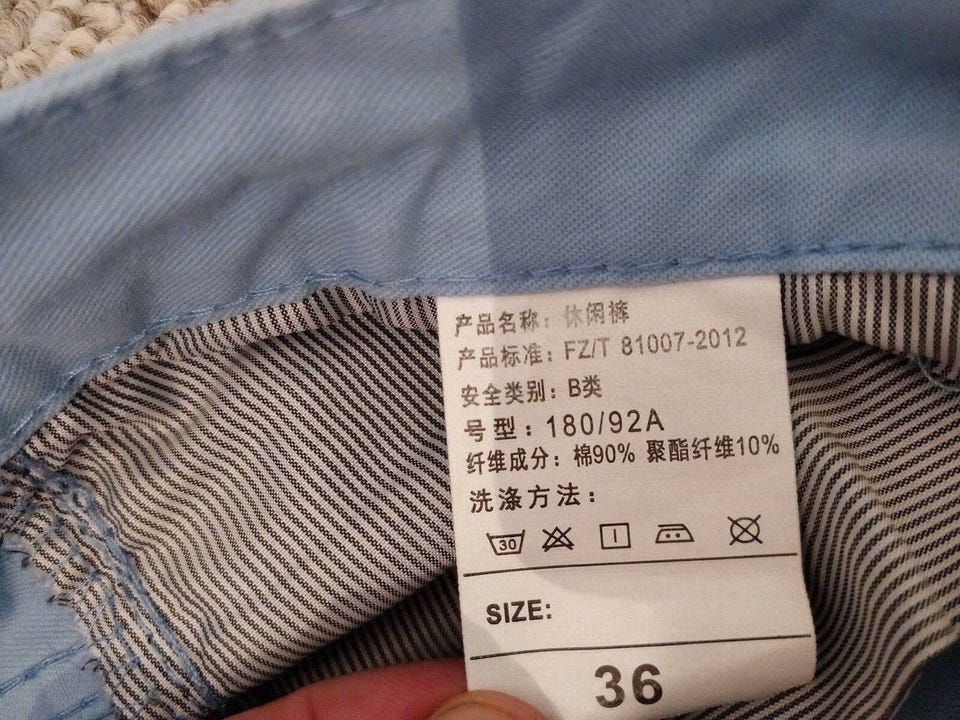 产品名称：休闲裤
产品标准：FZ/T 81007-2012
安全类别：B类
号型：180/92A
纤维成分：棉90% 聚酯纤维10%
洗涤方法：
30
SIZE:
36